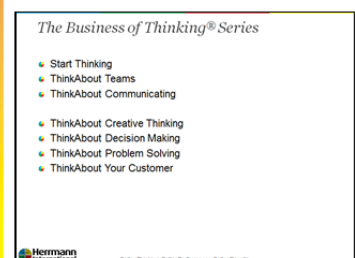 The Business of Thinking® Series
Start Thinking
ThinkAbout Teams
ThinkAbout Communicating
ThinkAbout Creative Thinking
ThinkAbout Decision Making
ThinkAbout Problem Solving
ThinkAbout Your Customer
Herrmann
International